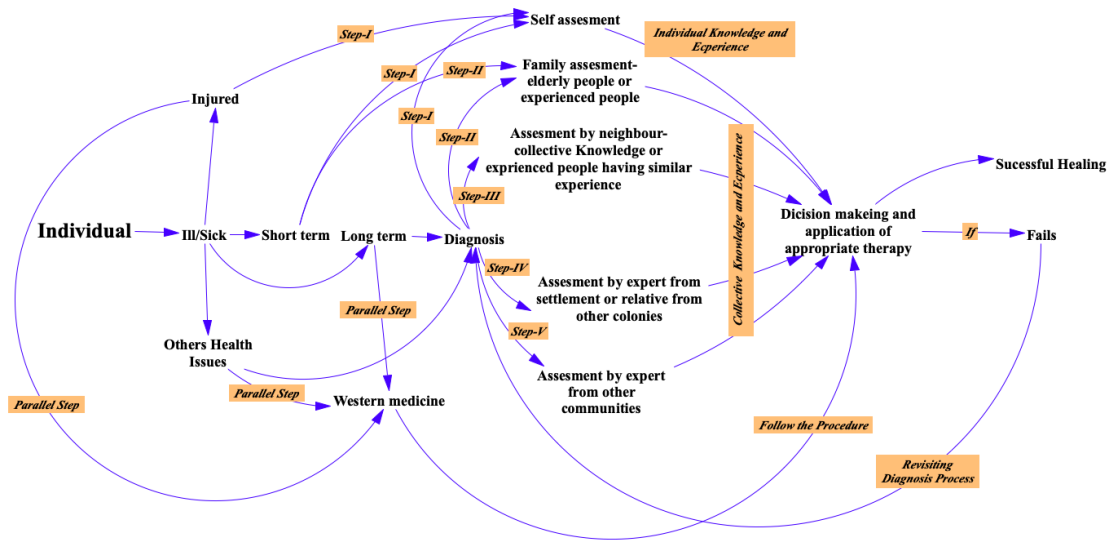 Self assesment
Individual Knowledge and
Ecperience
Step-I
Family assesment-
elderly people or
experienced people
Step-I
Step-II
Injured
Step-I
Step-II
Assesment by neighbour-
collective Knowledge or
exprienced people having similar
experience
Collective Knowledge and Experience
Sucessful Healing
Step-III
Individual
Ill/Sick
Short term
Long term
Diagnosis
Dicision makeing and
application of
appropriate therapy
If
Fails
Step-IV
Assesment by expert from
settlement or relative from
other colonies
Parallel Step
Step-V
Others Health
Issues
Assesment by expert
from other
communities
Parallel Step
Western medicine
Parallel Step
Follow the Procedure
Revisiting
Diagnosis Process